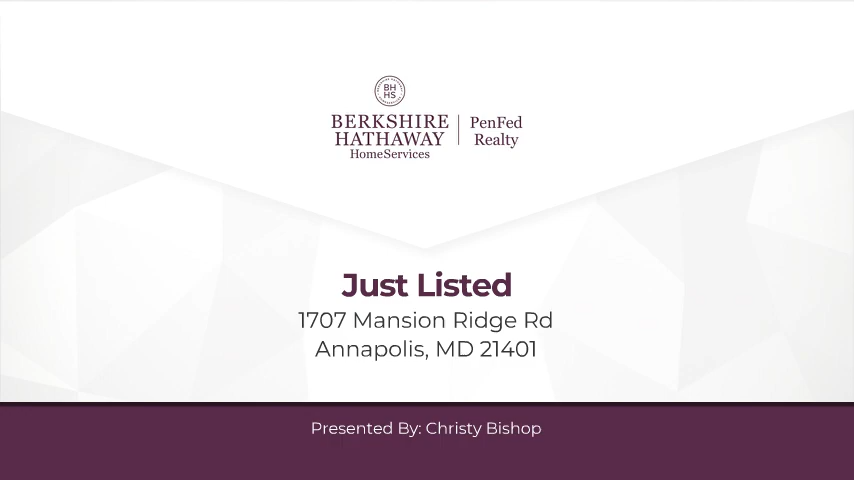 BH
HS
BERKSHIRE
HATHAWAY
HomeServices
PenFed
Realty
Just Listed
1707 Mansion Ridge Rd
Annapolis, MD 21401
Presented By: Christy Bishop